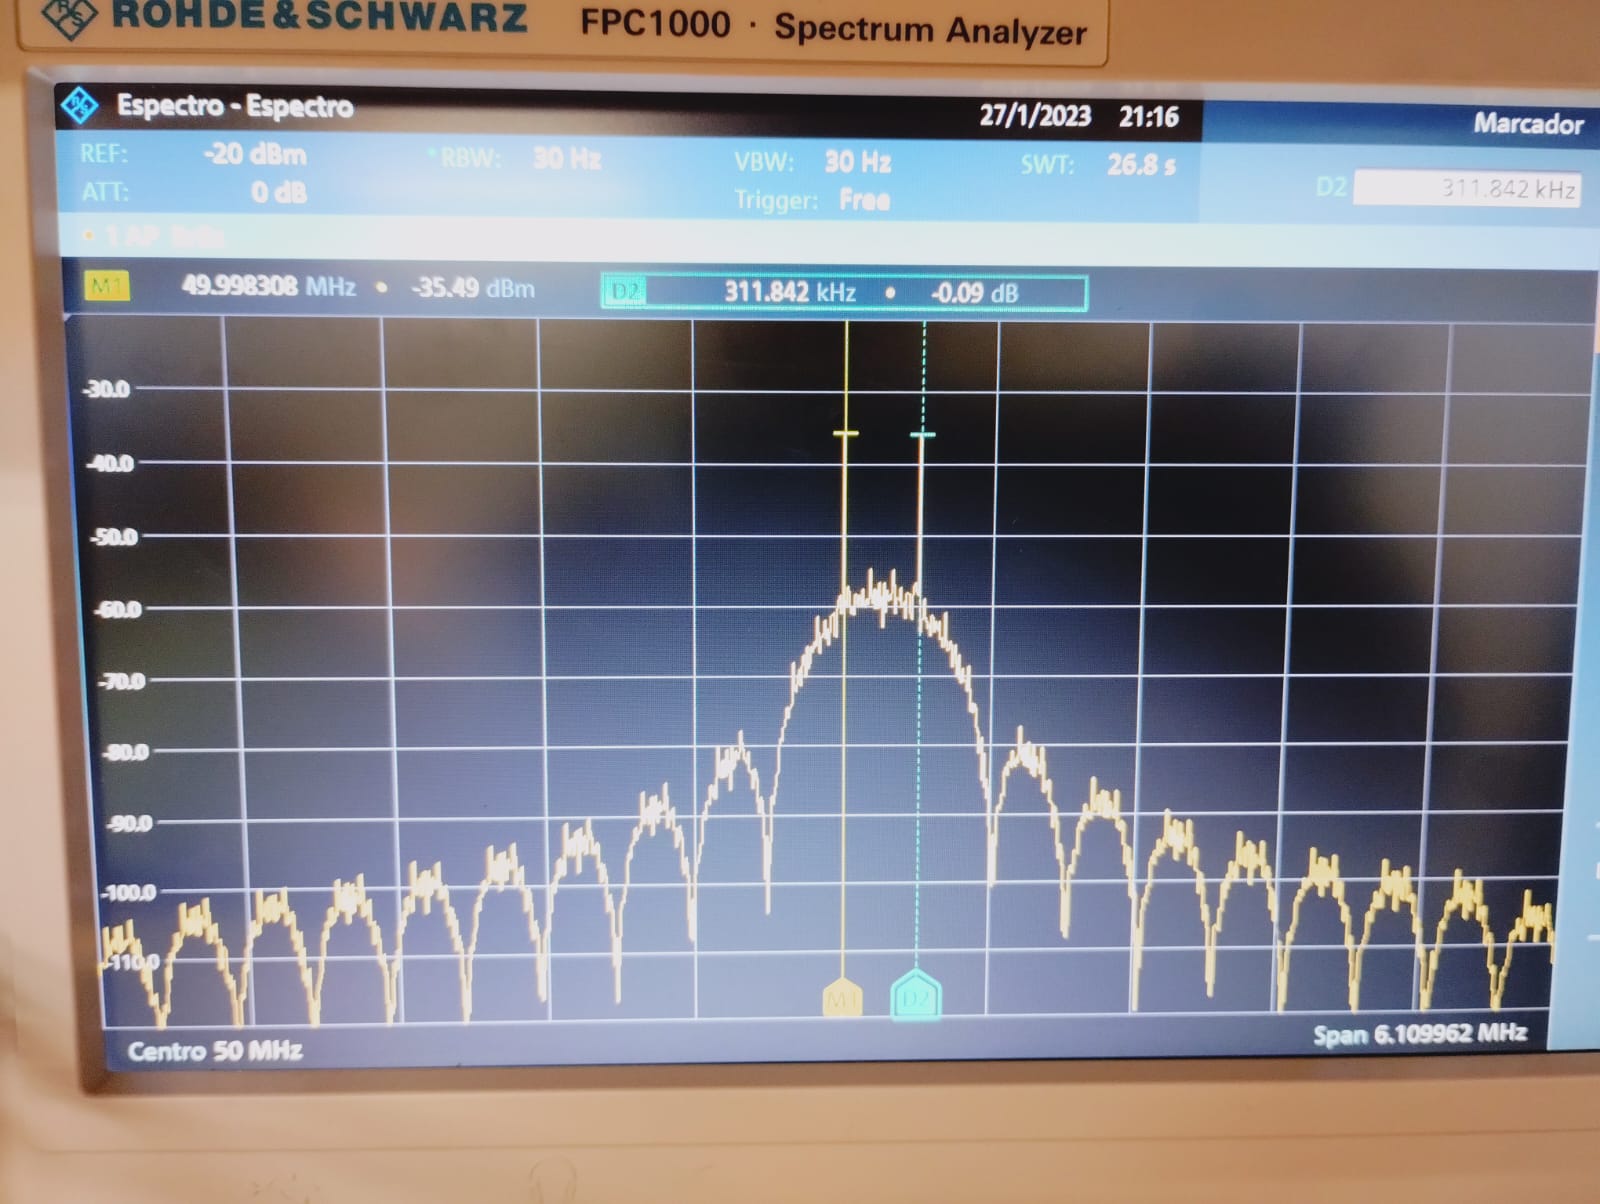 ROHDE & SCHWARZ FPC1000 · Spectrum Analyzer
Espectro - Espectro 27/1/2023 21:16 Marcador
REF: -20 dBm RBW: 30 Hz VBW: 30 Hz SWT: 26.8 s
ATT: 0 dB Trigger: Free D2 311.842 kHz
1 AP
M1 49.998308 MHz • -35.49 dBm D2 311.842 kHz • -0.09 dB
-30.0
-40.0
-50.0
-60.0
-70.0
-80.0
-90.0
-100.0
-110.0
M1 D2
Centro 50 MHz Span 6.109962 MHz